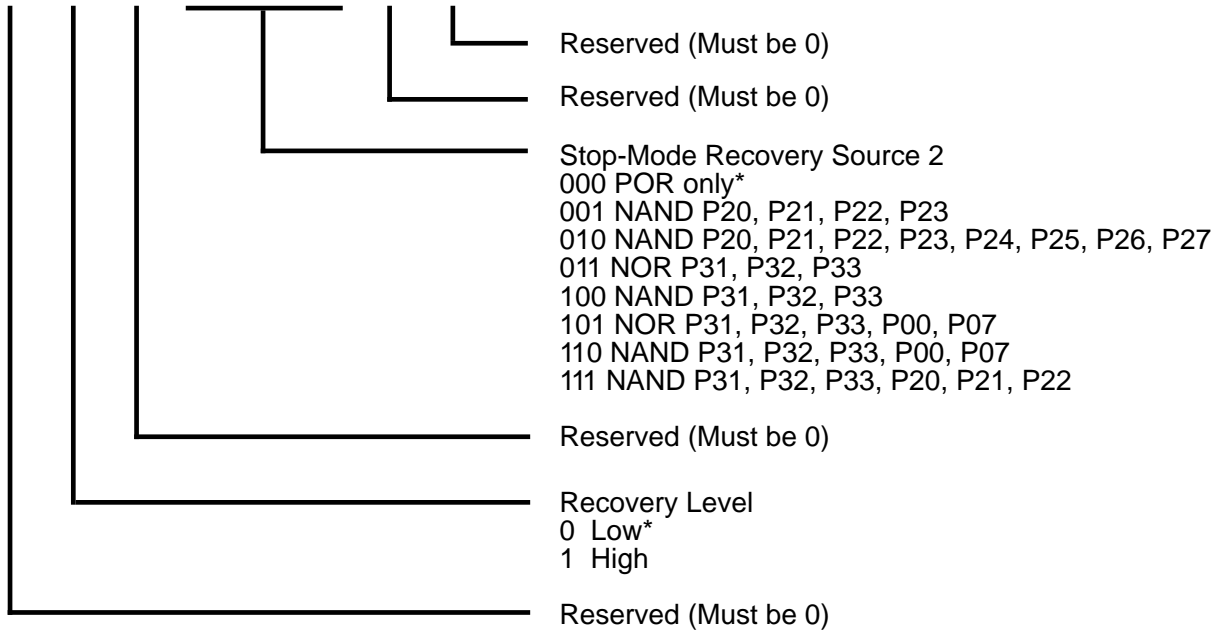 Reserved (Must be 0)
Reserved (Must be 0)
Stop-Mode Recovery Source 2
000 POR only*
001 NAND P20, P21, P22, P23
010 NAND P20, P21, P22, P23, P24, P25, P26, P27
011 NOR P31, P32, P33
100 NAND P31, P32, P33
101 NOR P31, P32, P33, P00, P07
110 NAND P31, P32, P33, P00, P07
111 NAND P31, P32, P33, P20, P21, P22
Reserved (Must be 0)
Recovery Level
0 Low*
1 High
Reserved (Must be 0)